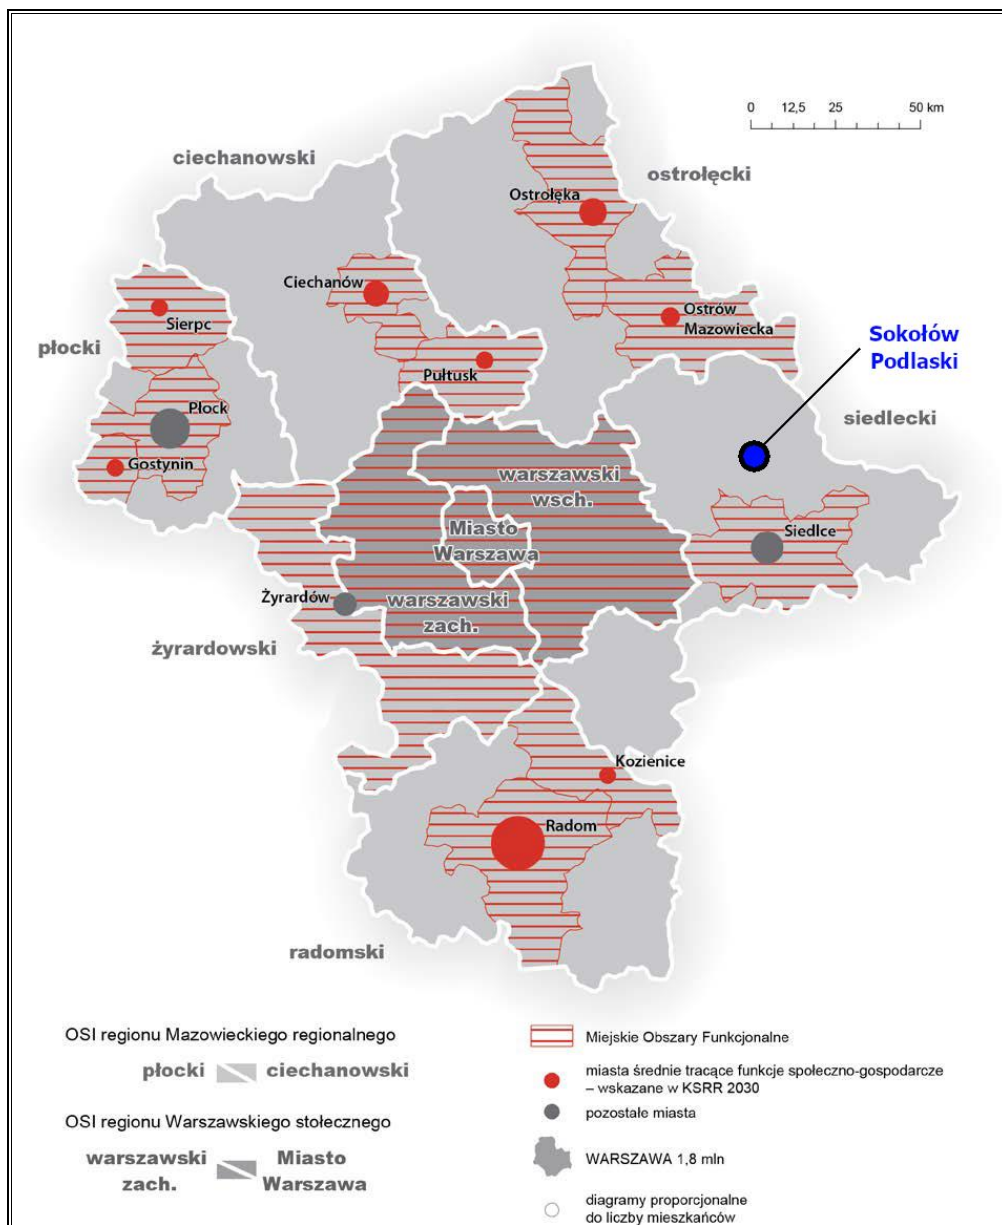 0 12,5 25 50 km
ciechanowski
ostrołęcki
Ostrołęka
Ciechanów
Sierpc
Ostrów
Mazowiecka
Sokołów
Podlaski
płocki
Pułtusk
Płock
siedlecki
Gostynin
warszawski
wsch.
Miasto
Warszawa
Siedlce
Żyrardów
warszawski
zach.
żyrardowski
Kozienice
Radom
radomski
OSI regionu Mazowieckiego regionalnego
płocki ciechanowski
OSI regionu Warszawskiego stołecznego
warszawski
zach.
Miasto
Warszawa
Miejskie Obszary Funkcjonalne
miasta średnie tracące funkcje społeczno-gospodarcze
– wskazane w KSRR 2030
pozostałe miasta
WARSZAWA 1,8 mln
diagramy proporcjonalne
do liczby mieszkańców